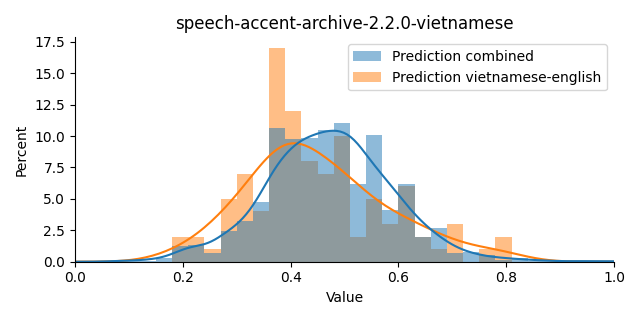 speech-accent-archive-2.2.0-vietnamese
Prediction combined
Prediction vietnamese-english
Percent
17.5
15.0
12.5
10.0
7.5
5.0
2.5
0.0
0.0 0.2 0.4 0.6 0.8 1.0
Value